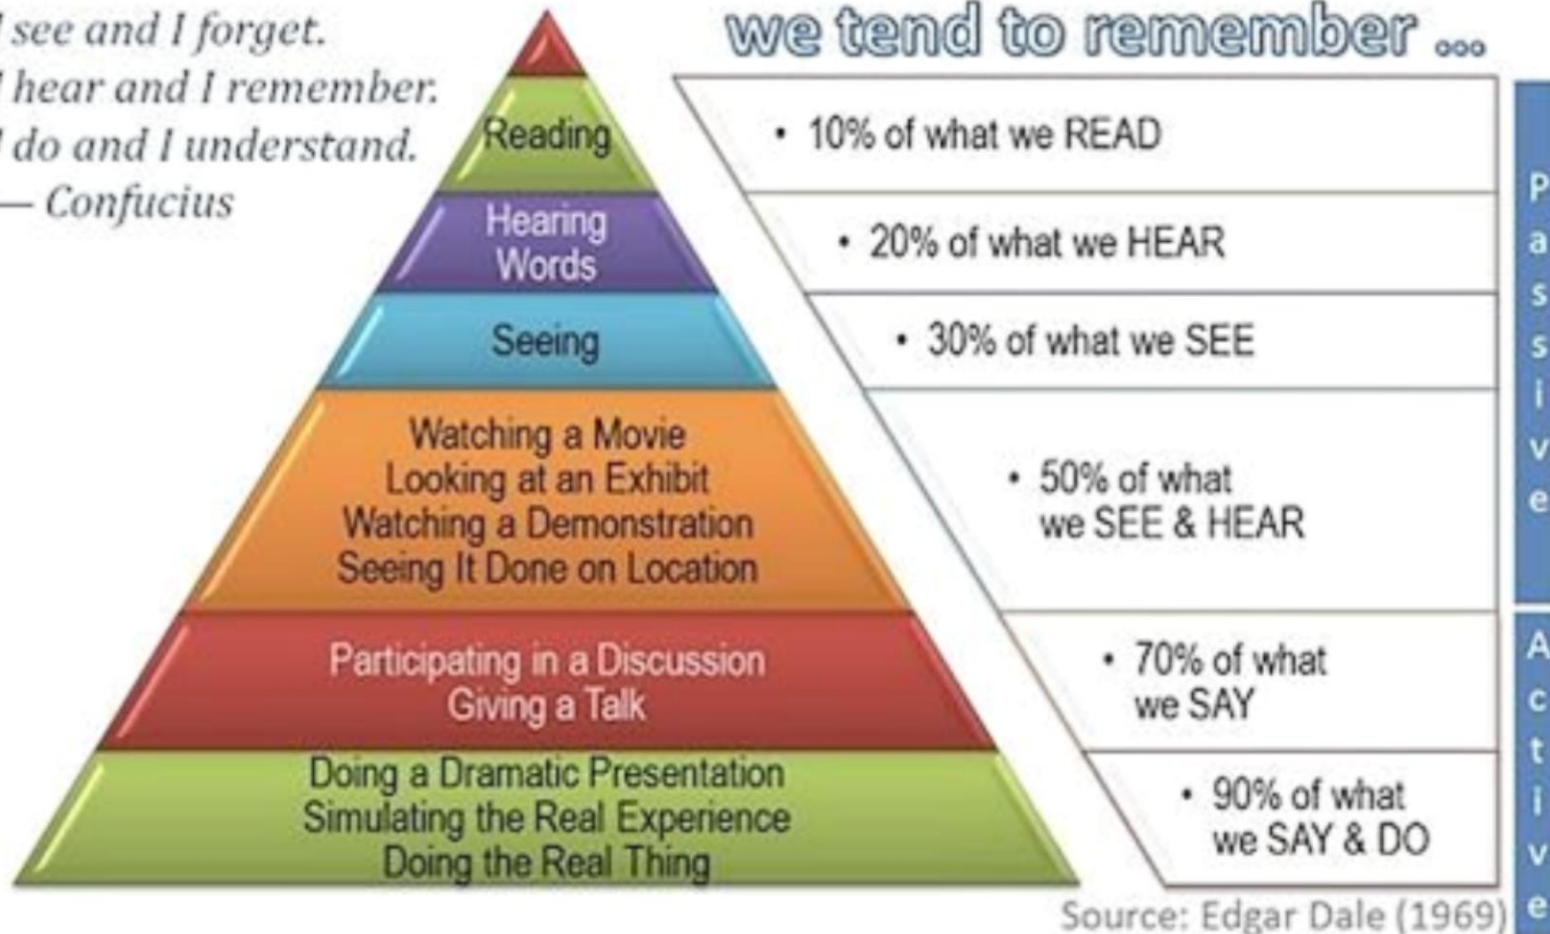 I see and I forget.
I hear and I remember.
I do and I understand.
— Confucius
we tend to remember ...
Reading
Hearing
Words
Seeing
Watching a Movie
Looking at an Exhibit
Watching a Demonstration
Seeing It Done on Location
Participating in a Discussion
Giving a Talk
Doing a Dramatic Presentation
Simulating the Real Experience
Doing the Real Thing
• 10% of what we READ
• 20% of what we HEAR
• 30% of what we SEE
• 50% of what
we SEE & HEAR
• 70% of what
we SAY
• 90% of what
we SAY & DO
Passive
Active
Source: Edgar Dale (1969)